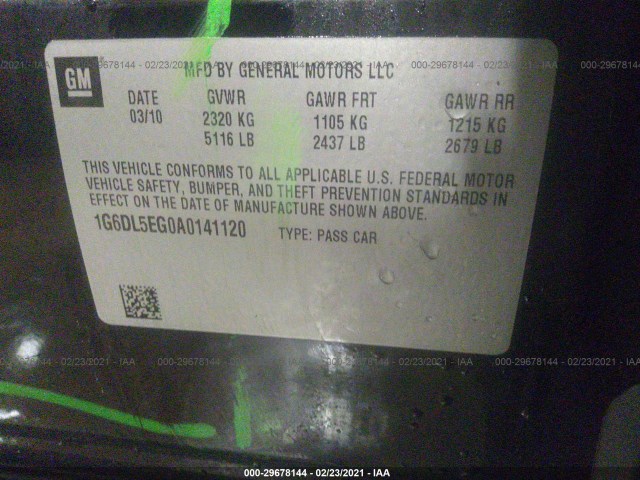 000-29678144 - 02/23/2021 - IAA
GM
MFD BY GENERAL MOTORS LLC
DATE GVWR GAWR FRT GAWR RR
03/10 2320 KG 1105 KG 1215 KG
5116 LB 2437 LB 2679 LB
THIS VEHICLE CONFORMS TO ALL APPLICABLE U.S. FEDERAL MOTOR
VEHICLE SAFETY, BUMPER, AND THEFT PREVENTION STANDARDS IN
EFFECT ON THE DATE OF MANUFACTURE SHOWN ABOVE.
1G6DL5EG0A0141120 TYPE: PASS CAR
000-29678144 - 02/23/2021 - IAA
000-29678144 - 02/23/2021 - IAA